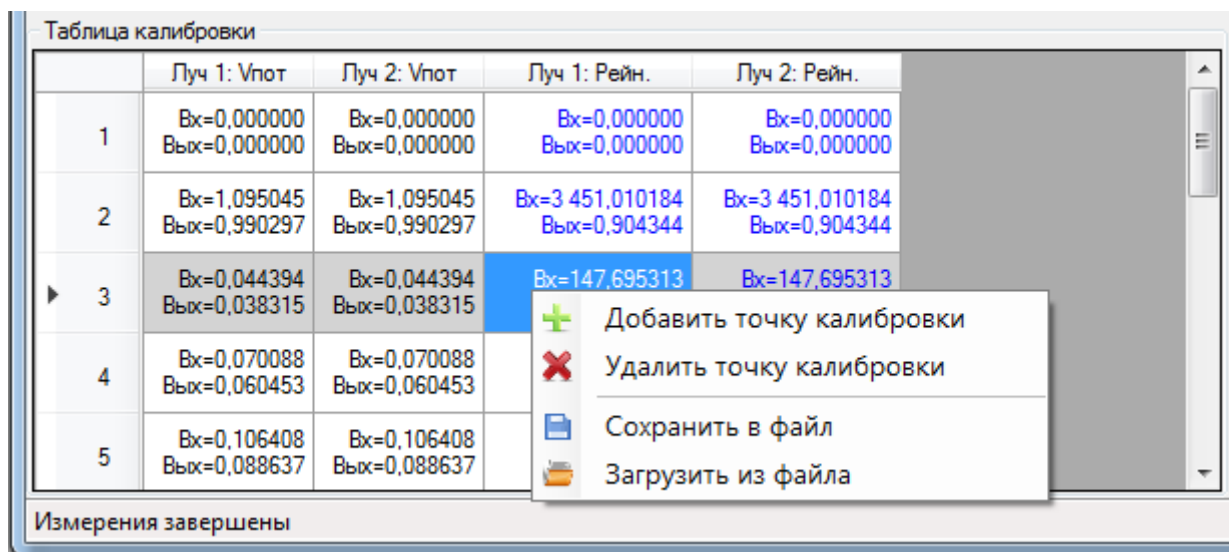 Таблица калибровки
Луч 1: Vпот Луч 2: Vпот Луч 1: Рейн. Луч 2: Рейн.
1
Вх=0,000000 Вх=0,000000 Вх=0,000000 Вх=0,000000
Вых=0,000000 Вых=0,000000 Вых=0,000000 Вых=0,000000
2
Вх=1,095045 Вх=1,095045 Вх=3 451,010184 Вх=3 451,010184
Вых=0,990297 Вых=0,990297 Вых=0,904344 Вых=0,904344
3
Вх=0,044394 Вх=0,044394 Вх=147,695313 Вх=147,695313
Вых=0,038315 Вых=0,038315
4
Вх=0,070088 Вх=0,070088
Вых=0,060453 Вых=0,060453
5
Вх=0,106408 Вх=0,106408
Вых=0,088637 Вых=0,088637
Добавить точку калибровки
Удалить точку калибровки
Сохранить в файл
Загрузить из файла
Измерения завершены